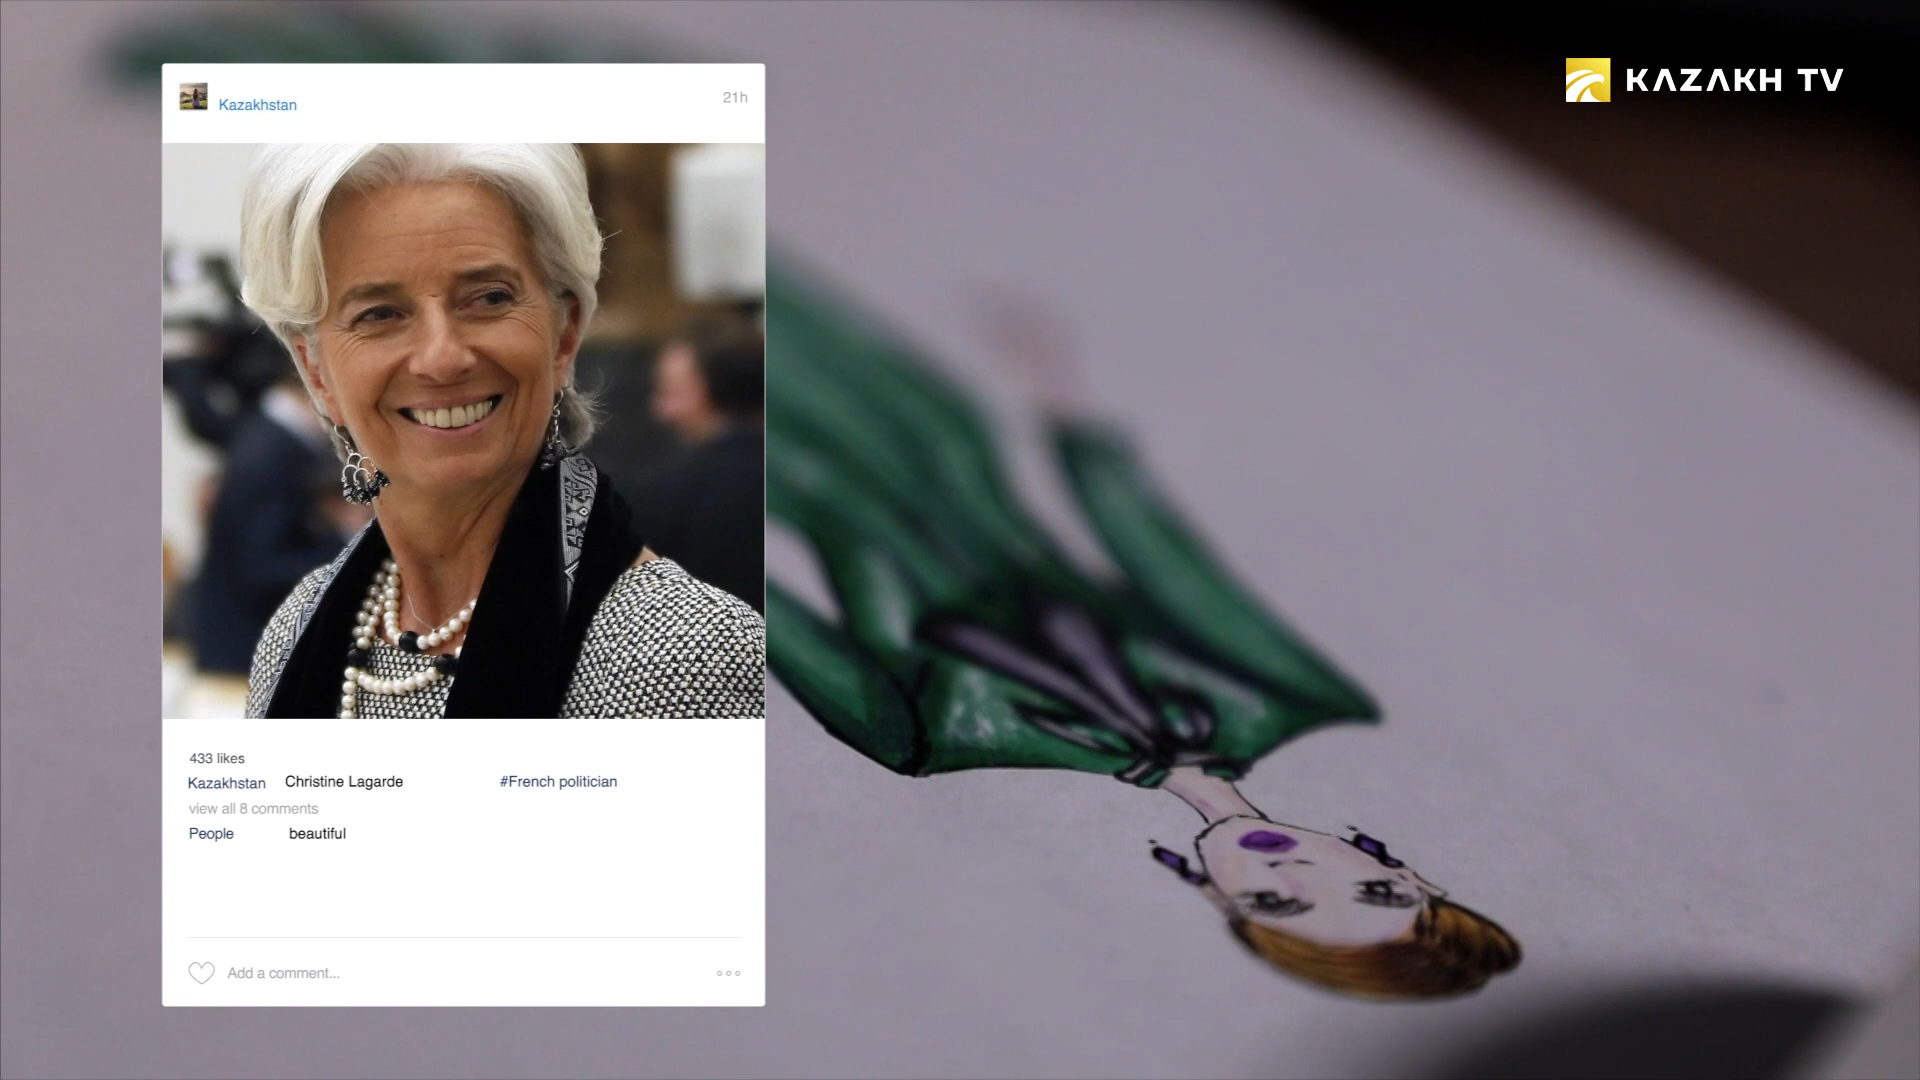 KAZAKH TV
Kazakhstan 21h
433 likes
Kazakhstan Christine Lagarde #French politician
view all 8 comments
People beautiful
Add a comment...